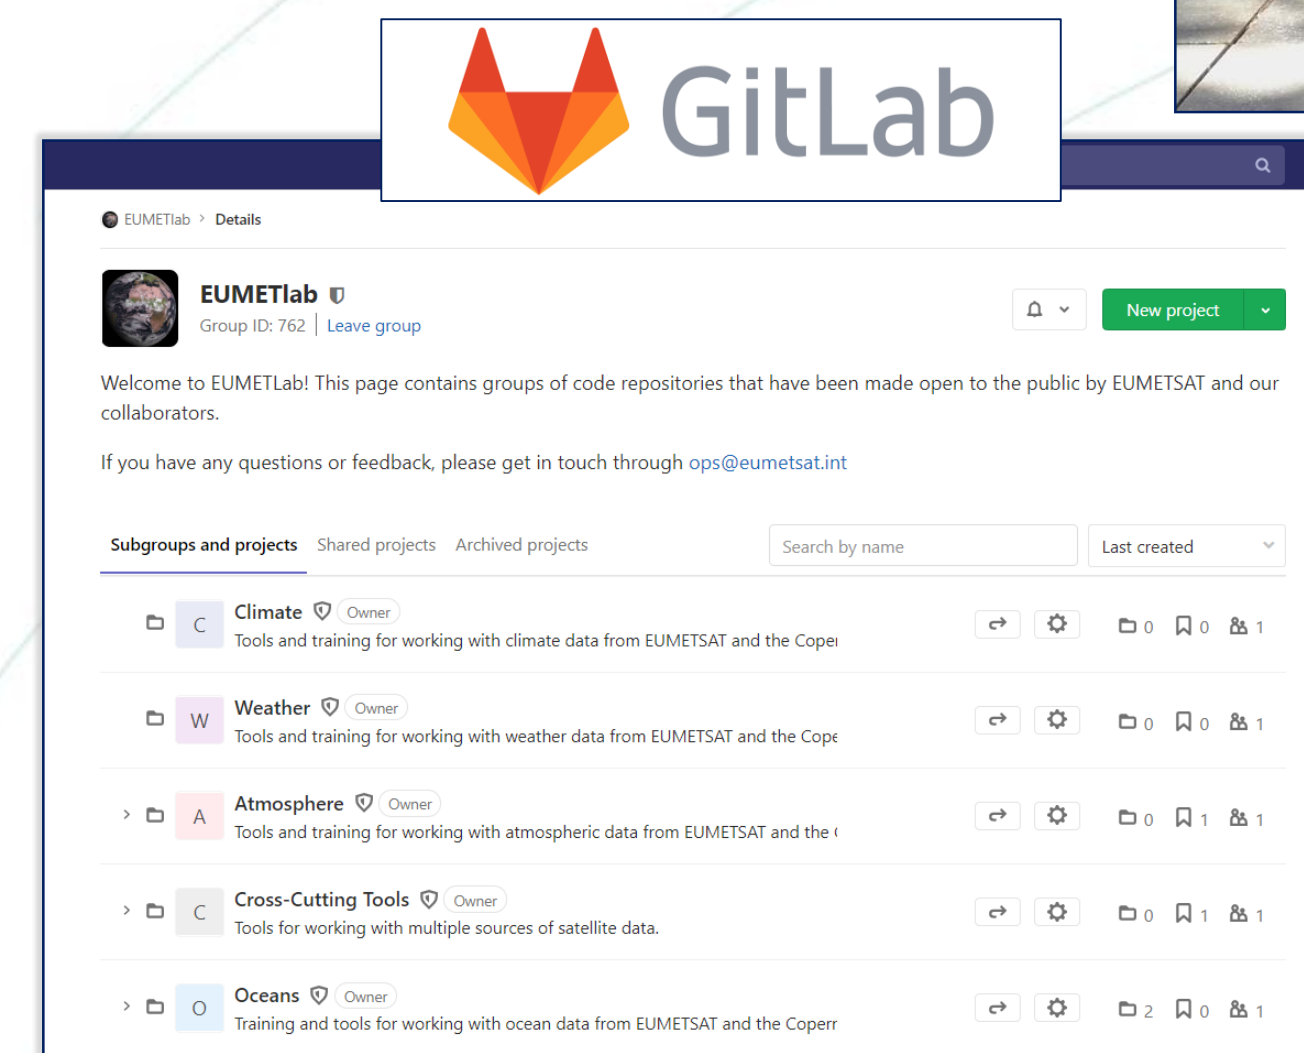 GitLab
EUMETlab > Details
EUMETlab
Group ID: 762 | Leave group
New project
Welcome to EUMETLab! This page contains groups of code repositories that have been made open to the public by EUMETSAT and our
collaborators.
If you have any questions or feedback, please get in touch through ops@eumetsat.int
Subgroups and projects Shared projects Archived projects Search by name Last created
C Climate Owner
Tools and training for working with climate data from EUMETSAT and the
0 0 1
W Weather Owner
Tools and training for working with weather data from EUMETSAT and the
0 0 1
A Atmosphere Owner
Tools and training for working with atmospheric data from EUMETSAT and the
0 1 1
C Cross-Cutting Tools Owner
Tools for working with multiple sources of satellite data.
0 1 1
O Oceans Owner
Training and tools for working with ocean data from EUMETSAT and the
2 0 1